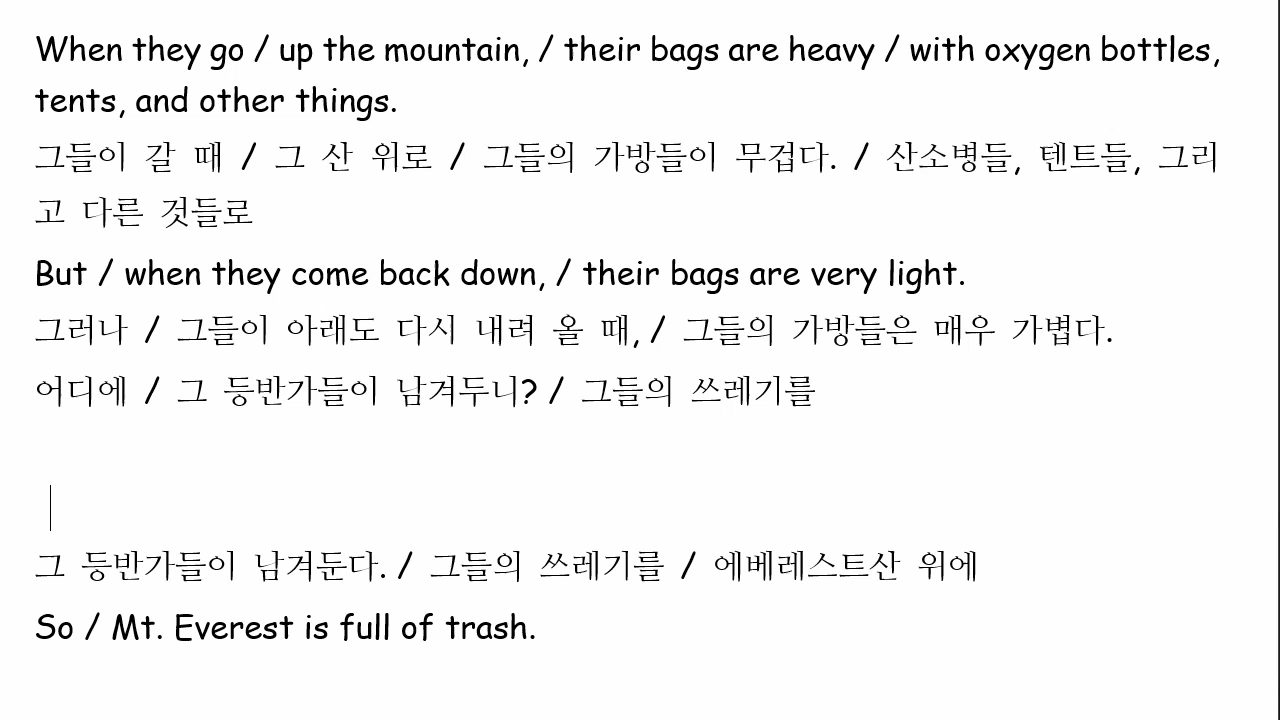 When they go / up the mountain, / their bags are heavy / with oxygen bottles,
tents, and other things.
그들이 갈 때 / 그 산 위로 / 그들의 가방들이 무겁다. / 산소병들, 텐트들, 그리
고 다른 것들로
But / when they come back down, / their bags are very light.
그러나 / 그들이 아래도 다시 내려 올 때, / 그들의 가방들은 매우 가볍다.
어디에 / 그 등반가들이 남겨두니? / 그들의 쓰레기를
그 등반가들이 남겨둔다. / 그들의 쓰레기를 / 에베레스트산 위에
So / Mt. Everest is full of trash.